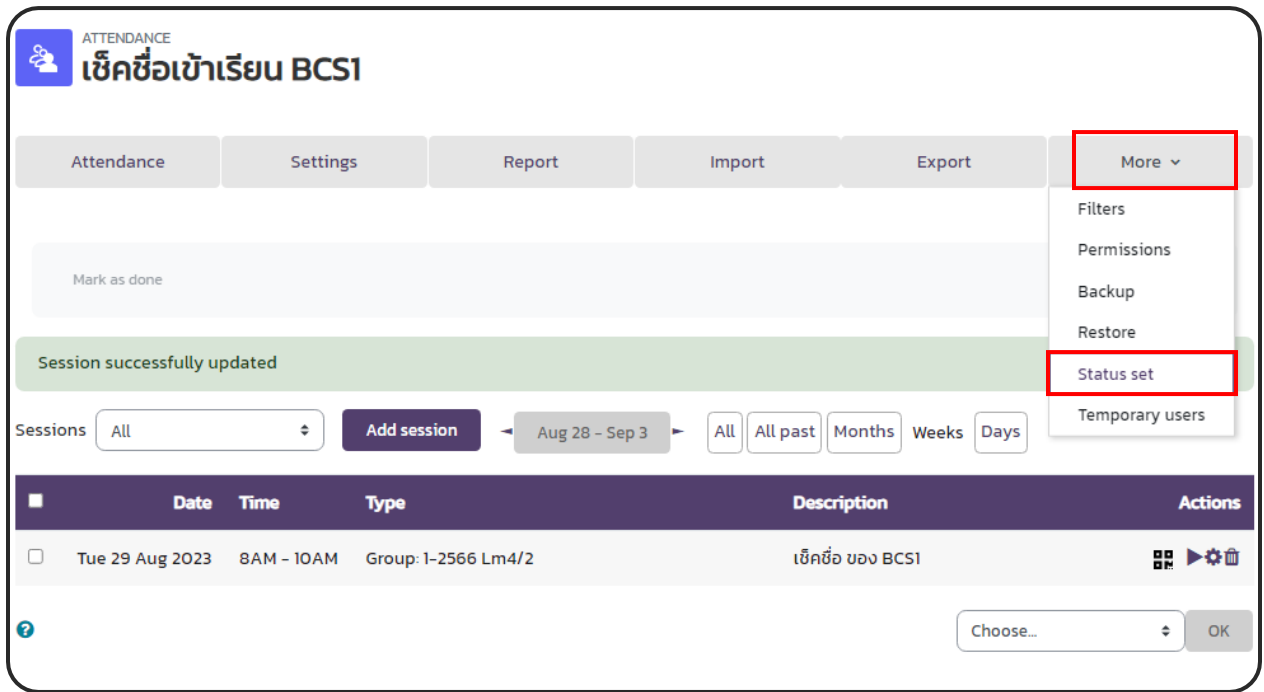 ATTENDANCE
เช็คชื่อเข้าเรียน BCS1
Attendance Settings Report Import Export More
Filters
Permissions
Mark as done
Backup
Restore
Session successfully updated
Status set
Temporary users
Sessions All Add session Aug 28 - Sep 3 All All past Months Weeks Days
Date Time Type Description Actions
Tue 29 Aug 2023 8AM - 10AM Group: 1-2566 Lm4/2 เช็คชื่อ ของ BCS1
? Choose... OK